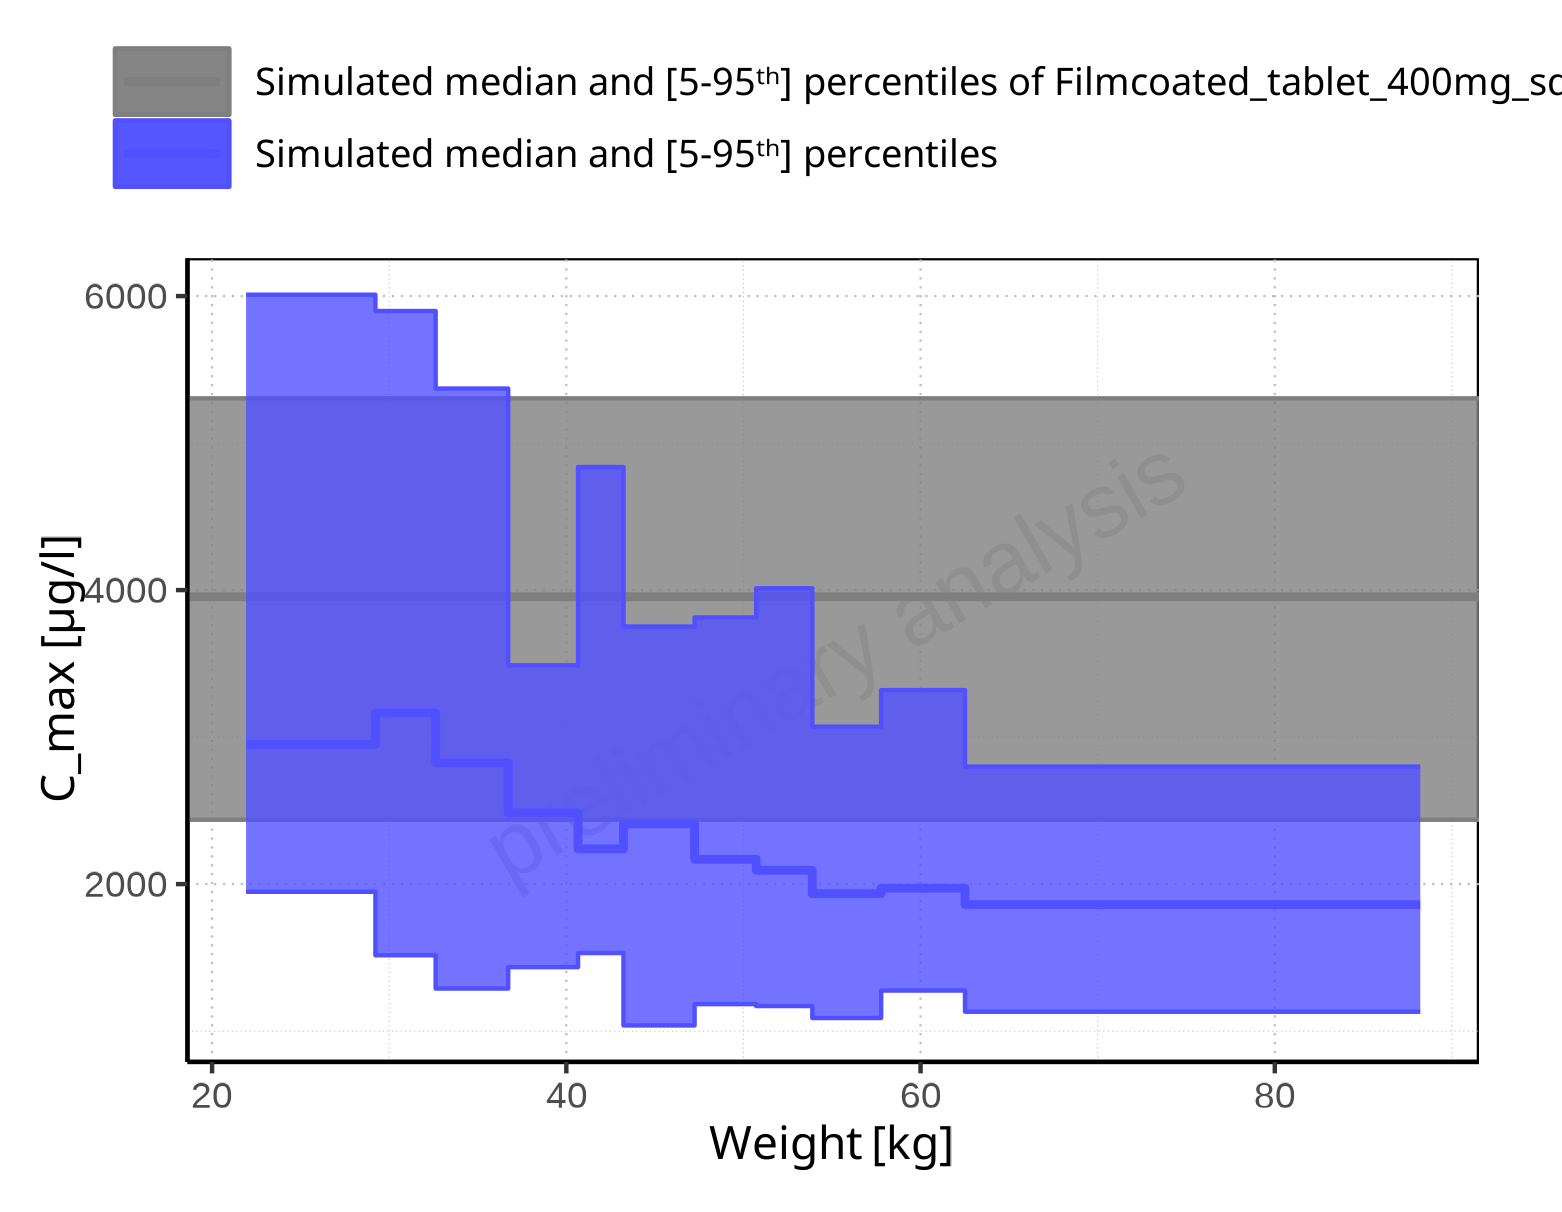 Simulated median and [5-95ᵗʰ] percentiles of Filmcoated_tablet_400mg_sd
Simulated median and [5-95ᵗʰ] percentiles
6000
4000
2000
C_max [µg/l]
preliminary analysis
20 40 60 80
Weight [kg]